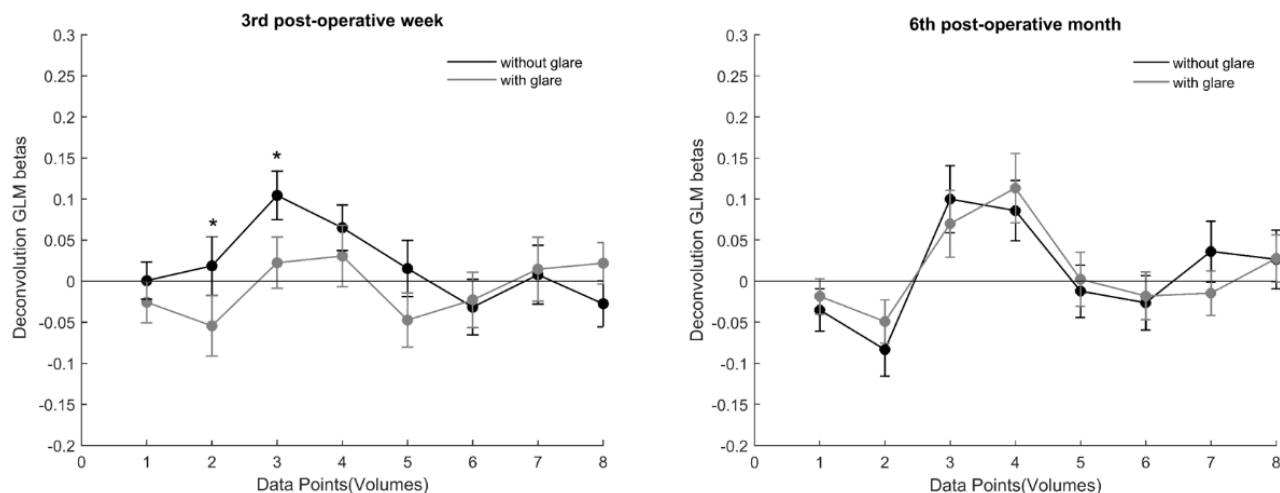 3rd post-operative week
0.3
0.25
0.2
0.15
0.1
0.05
0
-0.05
-0.1
-0.15
-0.2
Deconvolution GLM betas
without glare
with glare
*
*
0 1 2 3 4 5 6 7 8
Data Points(Volumes)
6th post-operative month
0.3
0.25
0.2
0.15
0.1
0.05
0
-0.05
-0.1
-0.15
-0.2
Deconvolution GLM betas
without glare
with glare
0 1 2 3 4 5 6 7 8
Data Points(Volumes)